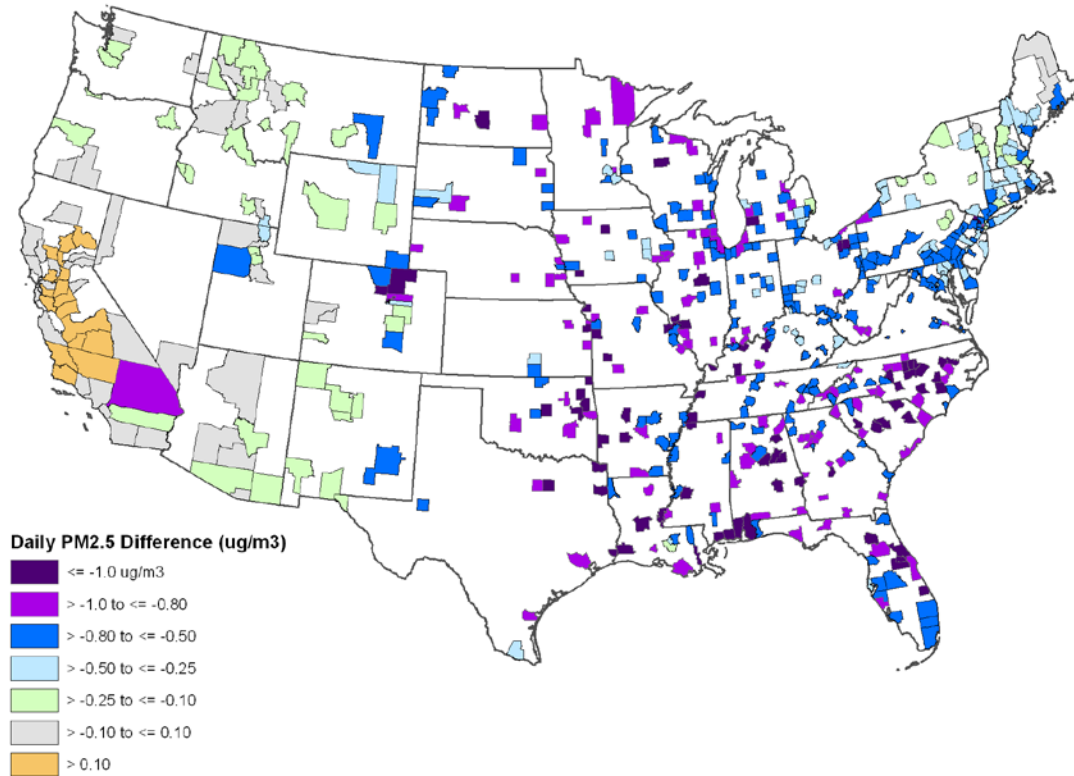 Daily PM2.5 Difference (ug/m3)
<= -1.0 ug/m3
> -1.0 to <= -0.80
> -0.80 to <= -0.50
> -0.50 to <= -0.25
> -0.25 to <= -0.10
> -0.10 to <= 0.10
> 0.10